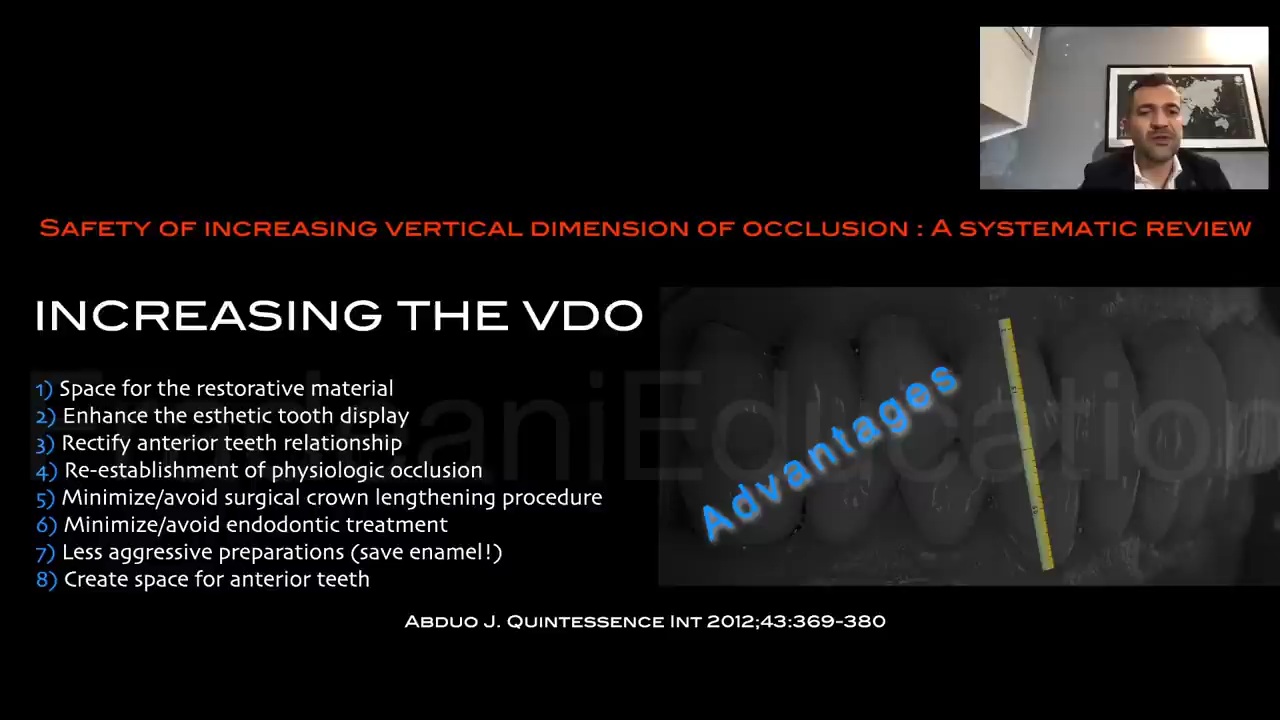 Safety of increasing vertical dimension of occlusion : A systematic review
INCREASING THE VDO
1) Space for the restorative material
2) Enhance the esthetic tooth display
3) Rectify anterior teeth relationship
4) Re-establishment of physiologic occlusion
5) Minimize/avoid surgical crown lengthening procedure
6) Minimize/avoid endodontic treatment
7) Less aggressive preparations (save enamel!)
8) Create space for anterior teeth
Advantages
Abduo J. Quintessence Int 2012;43:369-380